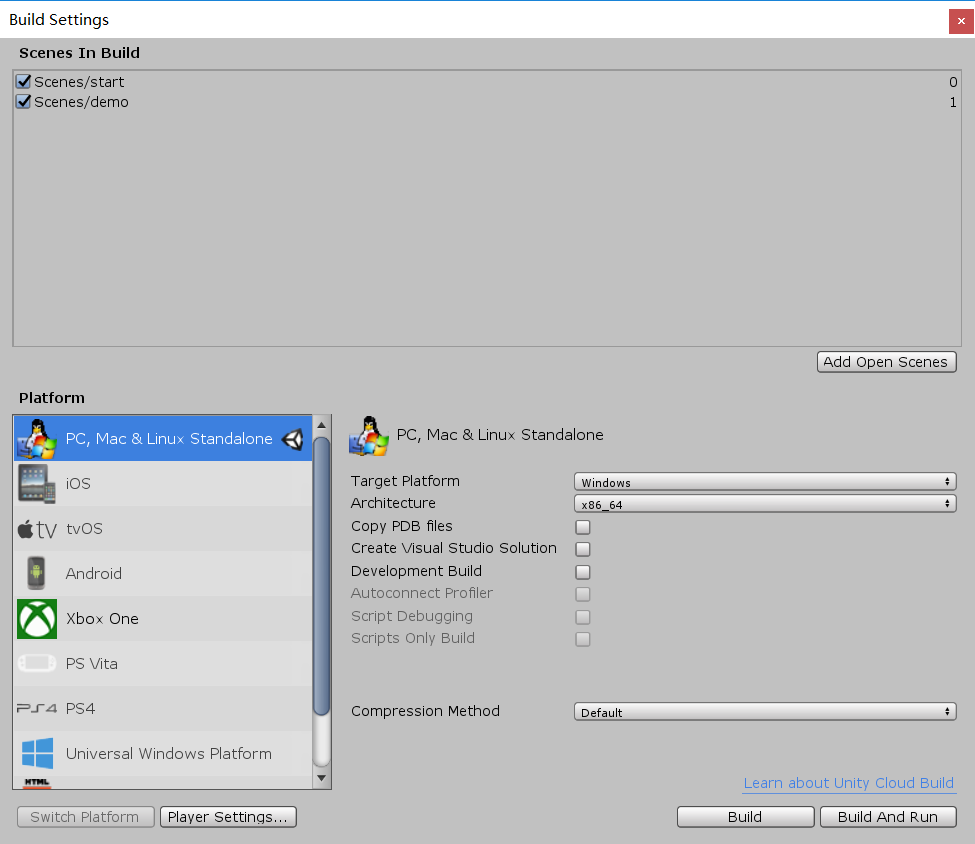 Build Settings
Scenes In Build
Scenes/start 0
Scenes/demo 1
Add Open Scenes
Platform
PC, Mac & Linux Standalone
iOS
tv tvOS
Android
Xbox One
PS Vita
PS4 PS4
Universal Windows Platform
HTML
PC, Mac & Linux Standalone
Target Platform Windows
Architecture x86_64
Copy PDB files
Create Visual Studio Solution
Development Build
Autoconnect Profiler
Script Debugging
Scripts Only Build
Compression Method Default
Learn about Unity Cloud Build
Switch Platform Player Settings... Build Build And Run